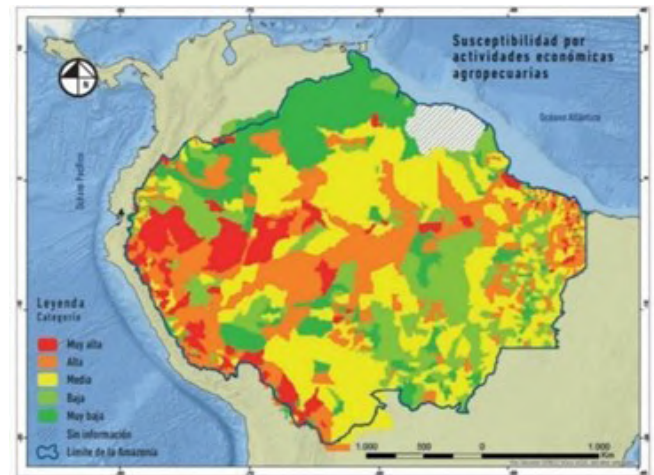 Susceptibilidad por
actividades económicas
agropecuarias
Océano Atlántico
Océano Pacífico
Leyenda
Categoría
Muy alta
Alta
Media
Baja
Muy baja
Sin información
Límite de la Amazonía
1.000 500 0 1.000
Km